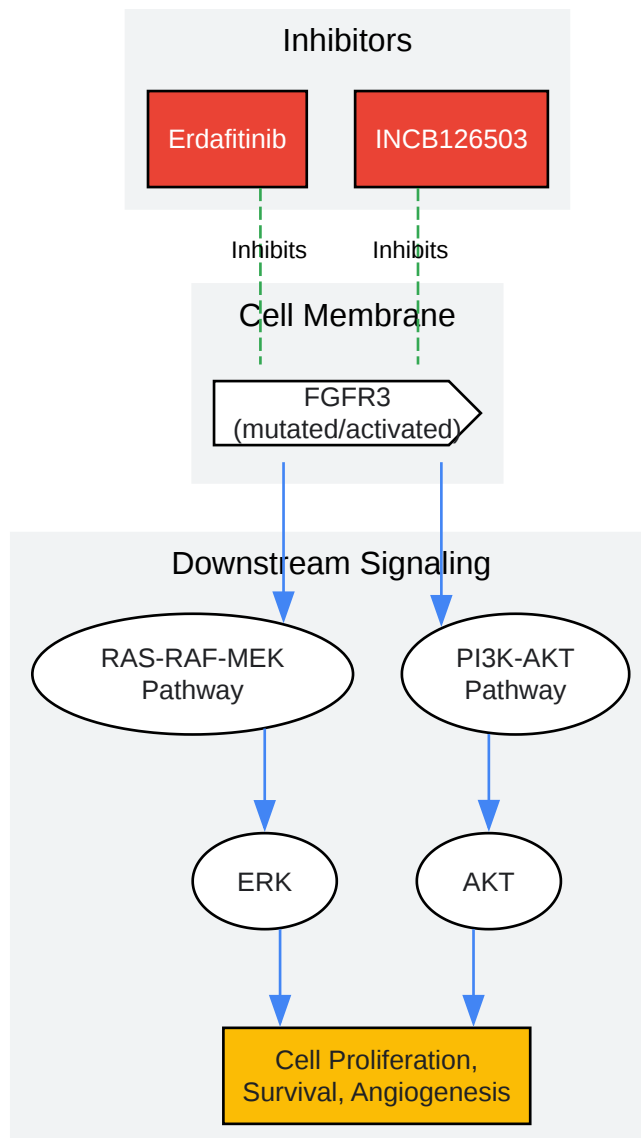 Inhibitors
Erdafitinib
INCB126503
Inhibits
Inhibits
Cell Membrane
FGFR3
(mutated/activated)
Downstream Signaling
RAS-RAF-MEK
Pathway
PI3K-AKT
Pathway
ERK
AKT
Cell Proliferation,
Survival, Angiogenesis